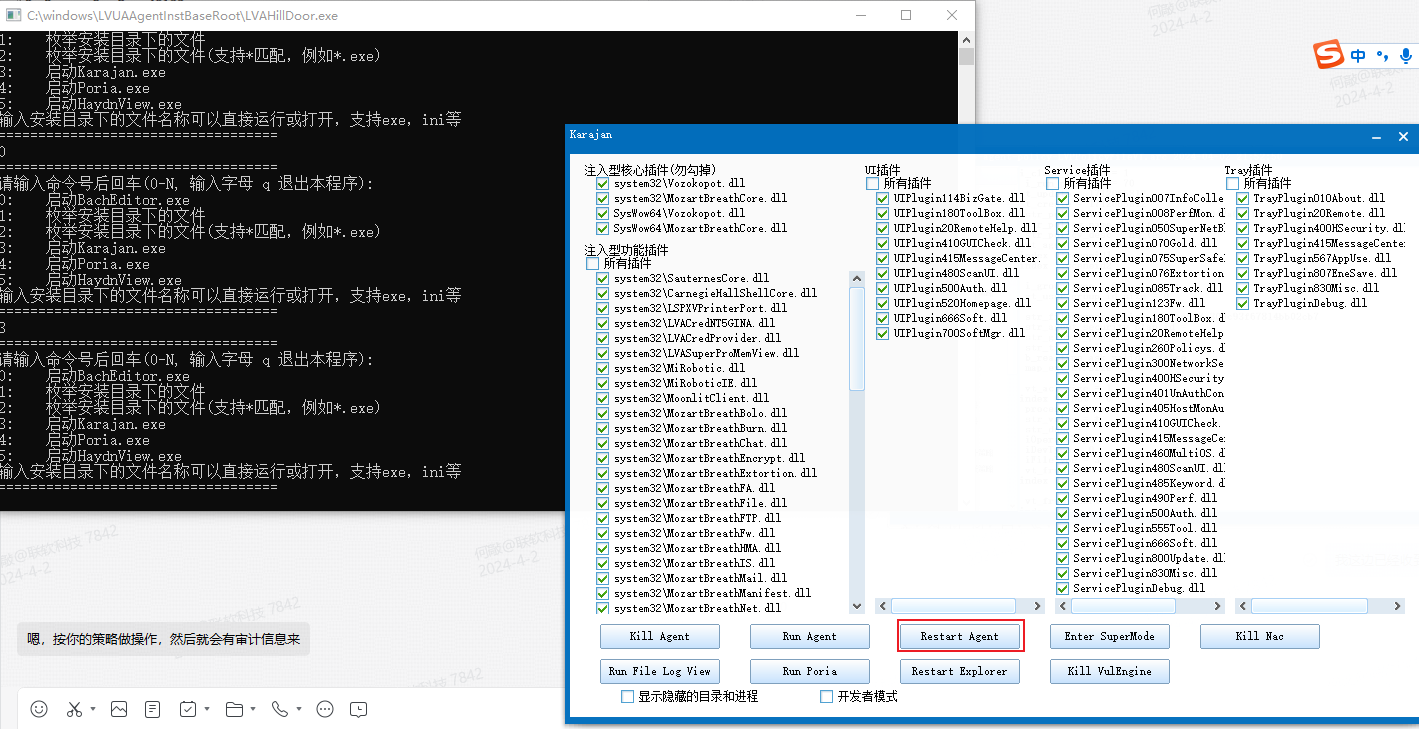 C:\windows\LVUAAgentInstBaseRoot\LVAHillDoor.exe
1: 枚举安装目录下的文件
2: 枚举安装目录下的文件(支持*匹配, 例如*.exe)
3: 启动Karajan.exe
4: 启动Poria.exe
5: 启动HaydnView.exe
输入安装目录下的文件名称可以直接运行或打开，支持exe，ini等
===================================
0
===================================
请输入命令号后回车(0-N, 输入字母 q 退出本程序):
0: 启动BachEditor.exe
1: 枚举安装目录下的文件
2: 枚举安装目录下的文件(支持*匹配, 例如*.exe)
3: 启动Karajan.exe
4: 启动Poria.exe
5: 启动HaydnView.exe
输入安装目录下的文件名称可以直接运行或打开，支持exe，ini等
===================================
3
===================================
请输入命令号后回车(0-N, 输入字母 q 退出本程序):
0: 启动BachEditor.exe
1: 枚举安装目录下的文件
2: 枚举安装目录下的文件(支持*匹配, 例如*.exe)
3: 启动Karajan.exe
4: 启动Poria.exe
5: 启动HaydnView.exe
输入安装目录下的文件名称可以直接运行或打开，支持exe，ini等
===================================
2024-4-2
S 中
2024-4-2
Karajan
注入型核心插件(勿勾掉)
system32\Vozokopot.dll
system32\MozartBreathCore.dll
SysWow64\Vozokopot.dll
SysWow64\MozartBreathCore.dll
注入型功能插件
所有插件
system32\SauternesCore.dll
system32\CarnegieHallShellCore.dll
system32\LSPXVPrinterPort.dll
system32\LVACredNT5GINA.dll
system32\LVACredProvider.dll
system32\LVASuperProMemView.dll
system32\MiRobotic.dll
system32\MiRoboticIE.dll
system32\MoonlitClient.dll
system32\MozartBreathBolo.dll
system32\MozartBreathBurn.dll
system32\MozartBreathChat.dll
system32\MozartBreathEncrypt.dll
system32\MozartBreathExtortion.dll
system32\MozartBreathFA.dll
system32\MozartBreathFile.dll
system32\MozartBreathFTP.dll
system32\MozartBreathFw.dll
system32\MozartBreathHMA.dll
system32\MozartBreathIS.dll
system32\MozartBreathMail.dll
system32\MozartBreathManifest.dll
system32\MozartBreathNet.dll
UI插件
所有插件
UIPlugin114BizGate.dll
UIPlugin180ToolBox.dll
UIPlugin20RemoteHelp.dll
UIPlugin410GUICheck.dll
UIPlugin415MessageCenter.
UIPlugin480ScanUI.dll
UIPlugin500Auth.dll
UIPlugin520Homepage.dll
UIPlugin666Soft.dll
UIPlugin700SoftMgr.dll
Service插件
所有插件
ServicePlugin007InfoColle
ServicePlugin008PerfMon.d
ServicePlugin050SuperNetB
ServicePlugin070Gold.dll
ServicePlugin075SuperSafe
ServicePlugin076Extortion
ServicePlugin085Track.dll
ServicePlugin123Fw.dll
ServicePlugin180ToolBox.d
ServicePlugin20RemoteHelp
ServicePlugin260Policys.d
ServicePlugin300NetworkSe
ServicePlugin400HSecurity
ServicePlugin401UnAuthCon
ServicePlugin405HostMonAu
ServicePlugin410GUICheck.
ServicePlugin415MessageCe
ServicePlugin460MultiOS.d
ServicePlugin480ScanUI.dl
ServicePlugin485Keyword.d
ServicePlugin490Perf.dll
ServicePlugin500Auth.dll
ServicePlugin555Tool.dll
ServicePlugin666Soft.dll
ServicePlugin800Update.dl
ServicePlugin830Misc.dll
ServicePluginDebug.dll
Tray插件
所有插件
TrayPlugin010About.dll
TrayPlugin20Remote.dll
TrayPlugin400HSecurity.dl
TrayPlugin415MessageCente
TrayPlugin567AppUse.dll
TrayPlugin807EneSave.dll
TrayPlugin830Misc.dll
TrayPluginDebug.dll
Kill Agent Run Agent Restart Agent Enter SuperMode Kill Nac
Run File Log View Run Poria Restart Explorer Kill VulEngine
显示隐藏的目录和进程 开发者模式
联软科技 7842
2024-4-2
联软科技 7842
嗯，按你的策略做操作，然后就会有审计信息来